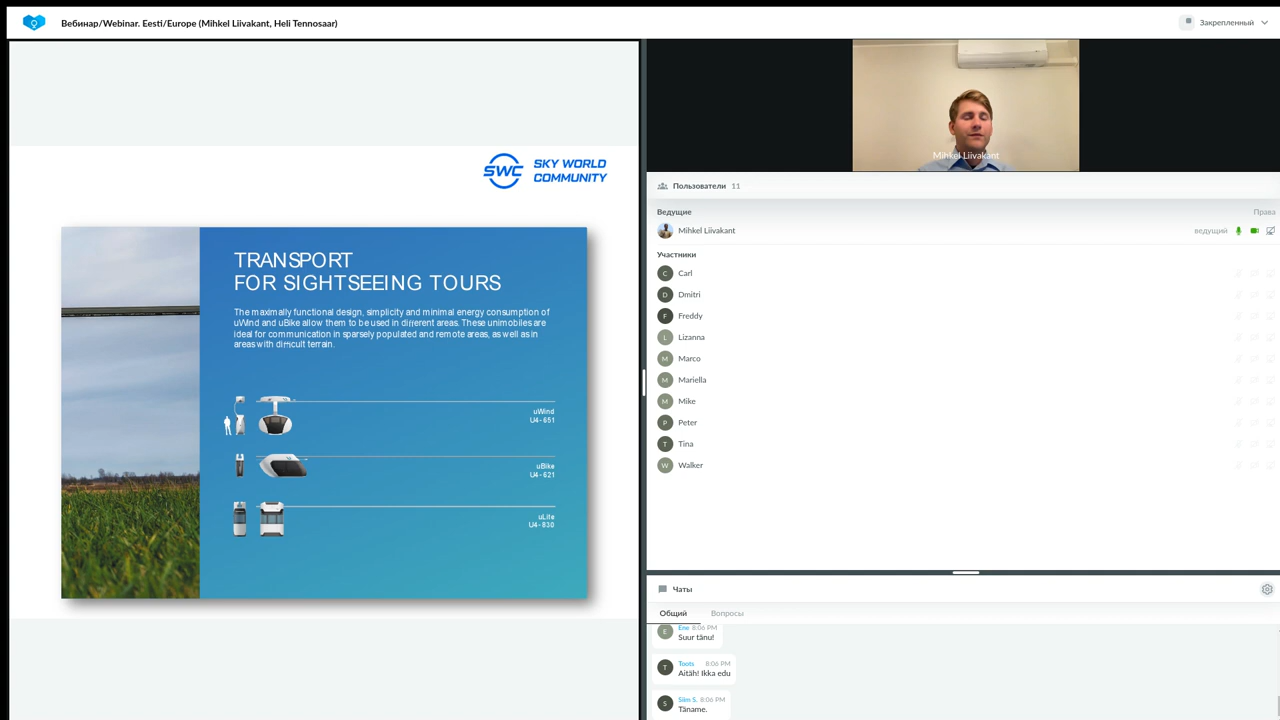 Вебинар/Webinar. Eesti/Europe (Mihkel Liivakant, Heli Tennosaar)
Закрепленный
SWC SKY WORLD COMMUNITY
TRANSPORT
FOR SIGHTSEEING TOURS
The maximally functional design, simplicity and minimal energy consumption of
uWind and uBike allow them to be used in different areas. These unimobiles are
ideal for communication in sparsely populated and remote areas, as well as in
areas with difficult terrain.
uWind
U4-651
uBike
U4-621
uLite
U4-830
Mihkel Liivakant
Пользователи 11
Ведущие Права
Mihkel Liivakant ведущий
Участники
C Carl
D Dmitri
F Freddy
L Lizanna
M Marco
M Mariella
M Mike
P Peter
T Tina
W Walker
Чаты
Общий Вопросы
E Ene 8:06 PM
Suur tänu!
T Toots 8:06 PM
Aitäh! Ikka edu
S Siim S. 8:06 PM
Täname.